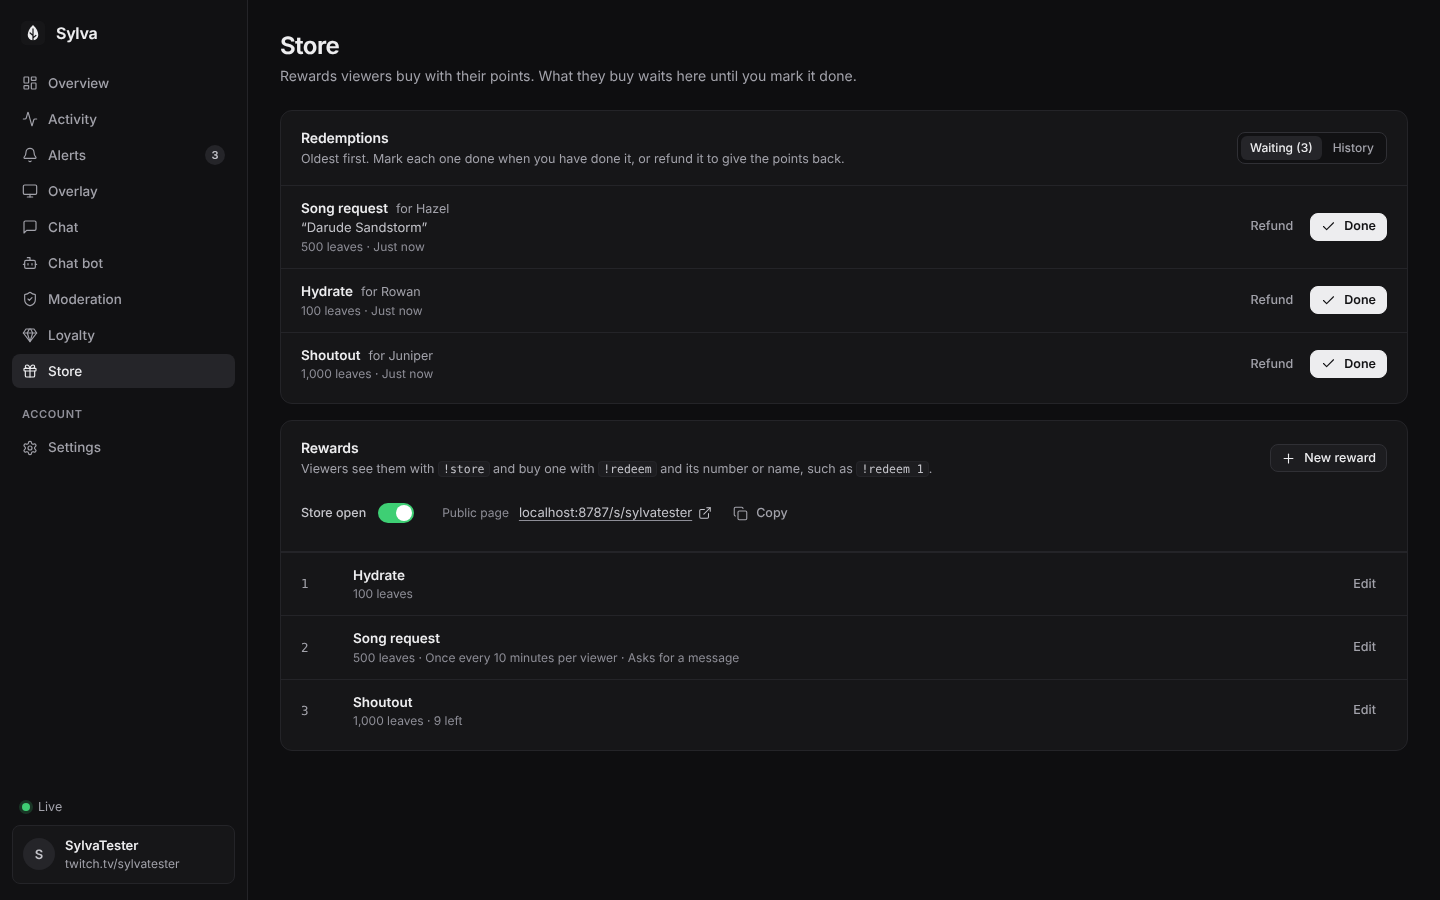 Sylva
Overview
Activity
Alerts 3
Overlay
Chat
Chat bot
Moderation
Loyalty
Store
ACCOUNT
Settings
Live
S
SylvaTester
twitch.tv/sylvatester
Store
Rewards viewers buy with their points. What they buy waits here until you mark it done.
Redemptions
Oldest first. Mark each one done when you have done it, or refund it to give the points back.
Waiting (3) History
Song request for Hazel
“Darude Sandstorm”
500 leaves · Just now
Refund Done
Hydrate for Rowan
100 leaves · Just now
Refund Done
Shoutout for Juniper
1,000 leaves · Just now
Refund Done
Rewards
Viewers see them with !store and buy one with !redeem and its number or name, such as !redeem 1.
New reward
Store open Public page localhost:8787/s/sylvatester Copy
1 Hydrate
100 leaves
Edit
2 Song request
500 leaves · Once every 10 minutes per viewer · Asks for a message
Edit
3 Shoutout
1,000 leaves · 9 left
Edit